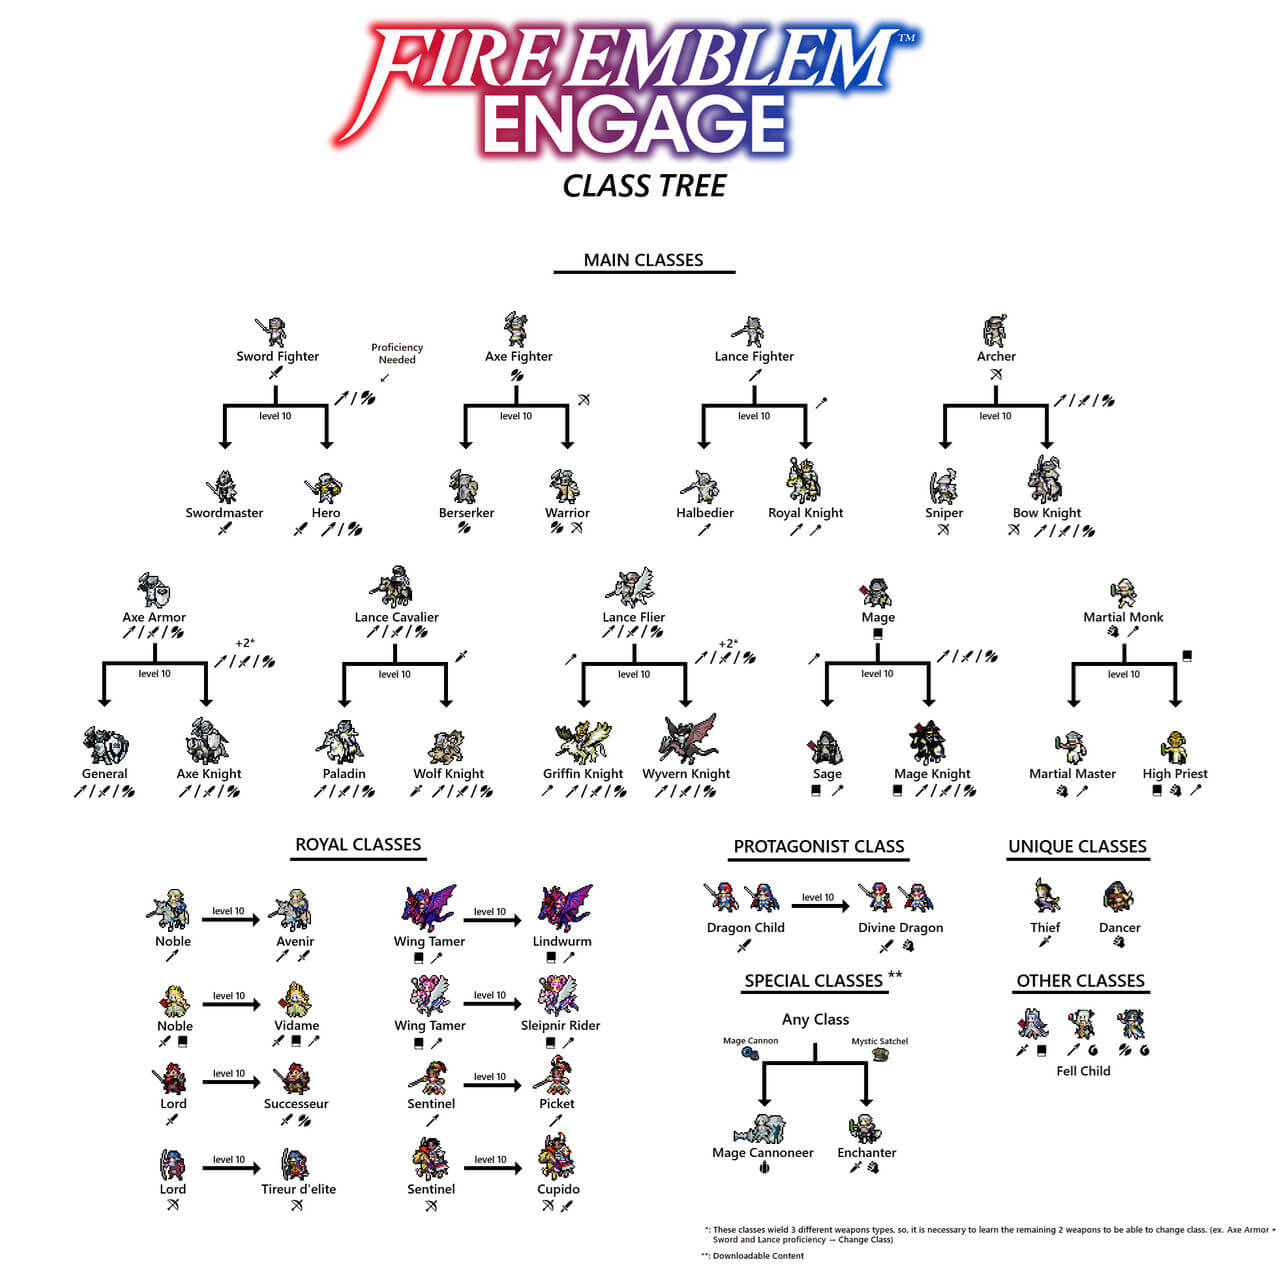 FIRE EMBLEM™
ENGAGE
CLASS TREE
MAIN CLASSES
Sword Fighter
Proficiency
Needed
Axe Fighter
Lance Fighter
Archer
/
/ /
level 10
level 10
level 10
level 10
Swordmaster
Hero
Berserker
Warrior
Halbedier
Royal Knight
Sniper
Bow Knight
/
/ /
Axe Armor
Lance Cavalier
Lance Flier
Mage
Martial Monk
/ /
/ /
/ /
+2*
+2*
/ /
/ /
/ /
level 10
level 10
level 10
level 10
level 10
General
Axe Knight
Paladin
Wolf Knight
Griffin Knight
Wyvern Knight
Sage
Mage Knight
Martial Master
High Priest
/ /
/ /
/ /
/ /
/ /
/ /
/ /
ROYAL CLASSES
level 10
Noble
Avenir
level 10
Wing Tamer
Lindwurm
level 10
Noble
Vidame
level 10
Wing Tamer
Sleipnir Rider
level 10
Lord
Successeur
level 10
Sentinel
Picket
level 10
Lord
Tireur d'elite
level 10
Sentinel
Cupido
PROTAGONIST CLASS
level 10
Dragon Child
Divine Dragon
UNIQUE CLASSES
Thief
Dancer
SPECIAL CLASSES **
Any Class
Mage Cannon
Mystic Satchel
Mage Cannoneer
Enchanter
OTHER CLASSES
Fell Child
*: These classes wield 3 different weapons types, so, it is necessary to learn the remaining 2 weapons to be able to change class. (ex. Axe Armor +
Sword and Lance proficiency → Change Class)
**: Downloadable Content